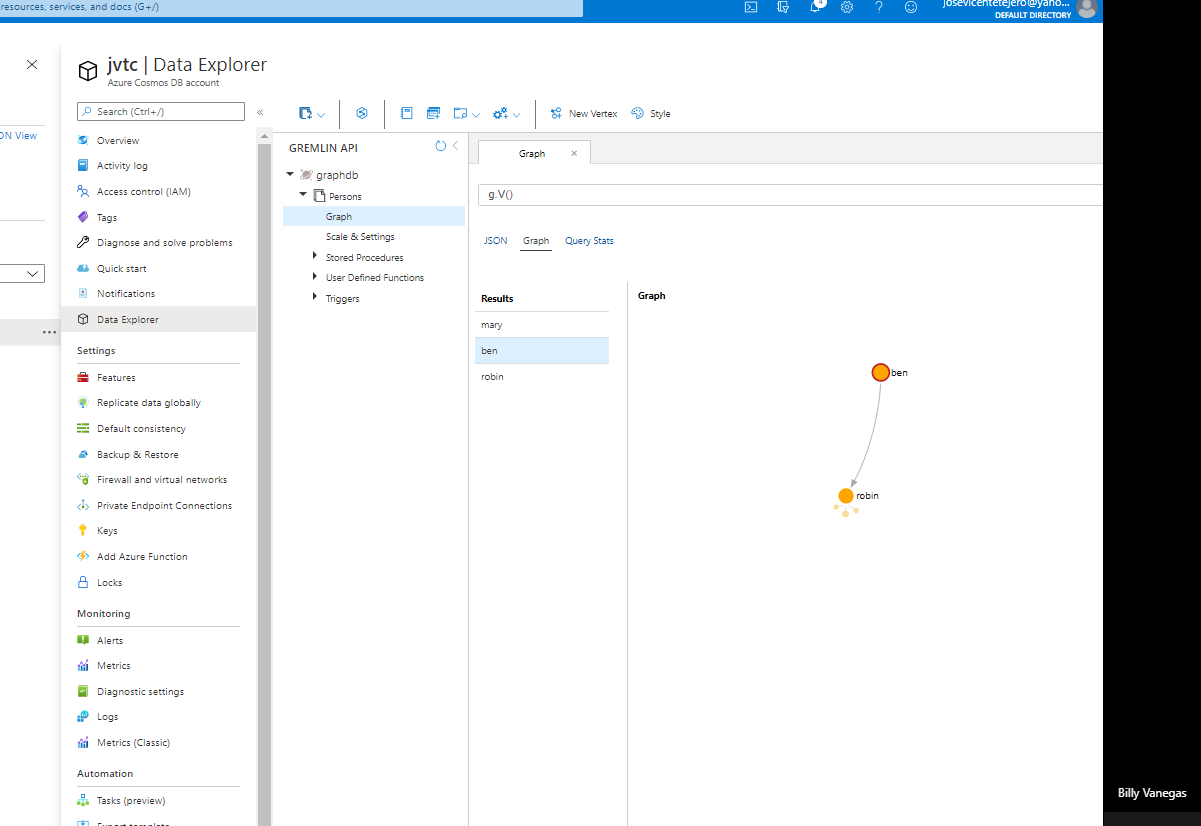 resources, services, and docs (G+/)
4
josevicentetejero@yaho...
DEFAULT DIRECTORY
jvtc | Data Explorer
Azure Cosmos DB account
Search (Ctrl+/)
«
New Vertex
Style
ON View
Overview
Activity log
Access control (IAM)
Tags
Diagnose and solve problems
Quick start
Notifications
Data Explorer
Settings
Features
Replicate data globally
Default consistency
Backup & Restore
Firewall and virtual networks
Private Endpoint Connections
Keys
Add Azure Function
Locks
Monitoring
Alerts
Metrics
Diagnostic settings
Logs
Metrics (Classic)
Automation
Tasks (preview)
Export template
GREMLIN API
graphdb
Persons
Graph
Scale & Settings
Stored Procedures
User Defined Functions
Triggers
Graph
g.V()
JSON Graph Query Stats
Results
mary
ben
robin
Graph
ben
robin
Billy Vanegas